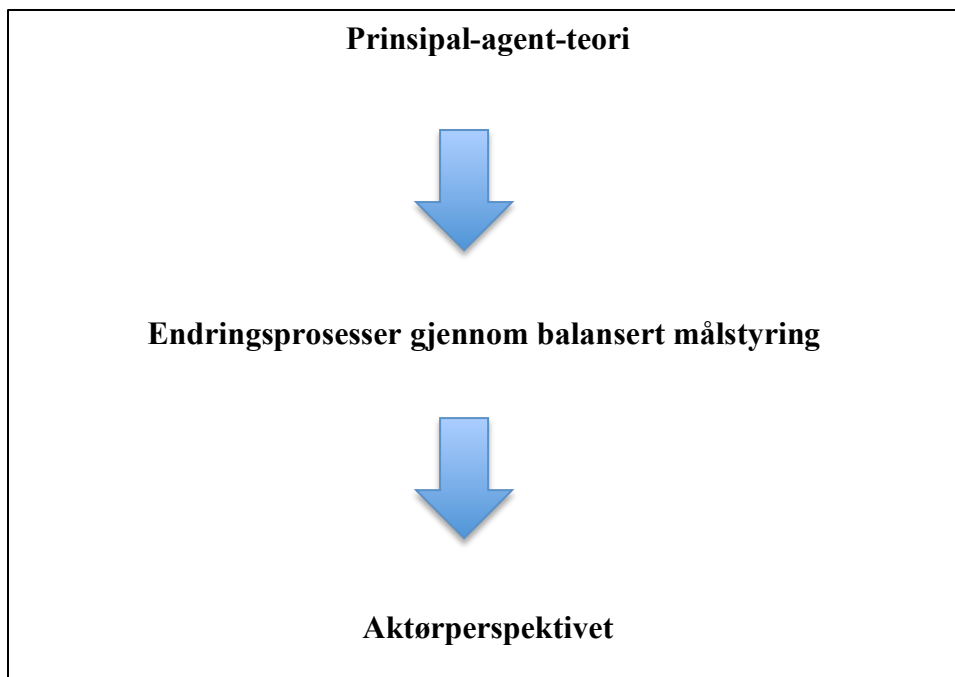 Prinsipal-agent-teori
Endringsprosesser gjennom balansert målstyring
Aktørperspektivet